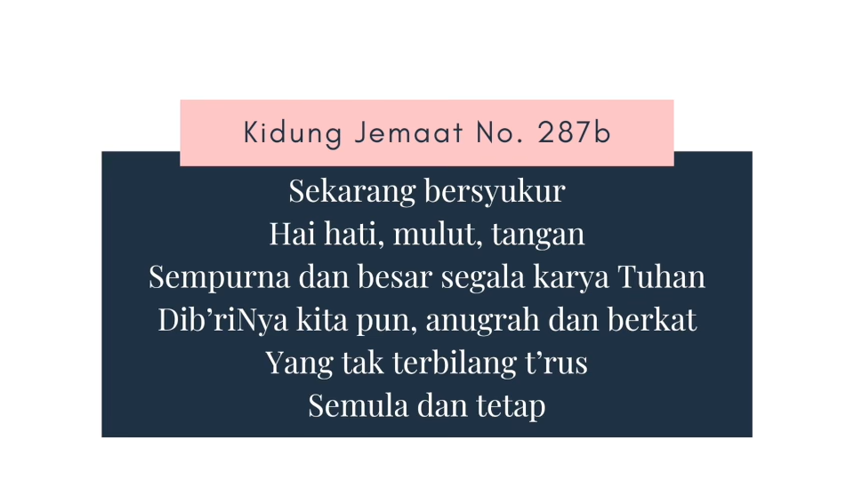 Kidung Jemaat No. 287b
Sekarang bersyukur
Hai hati, mulut, tangan
Sempurna dan besar segala karya Tuhan
Dib’riNya kita pun, anugrah dan berkat
Yang tak terbilang t’rus
Semula dan tetap